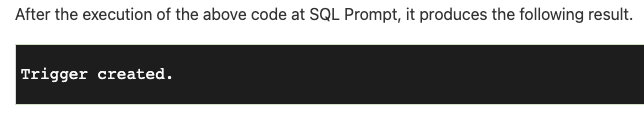 After the execution of the above code at SQL Prompt, it produces the following result.
Trigger created.